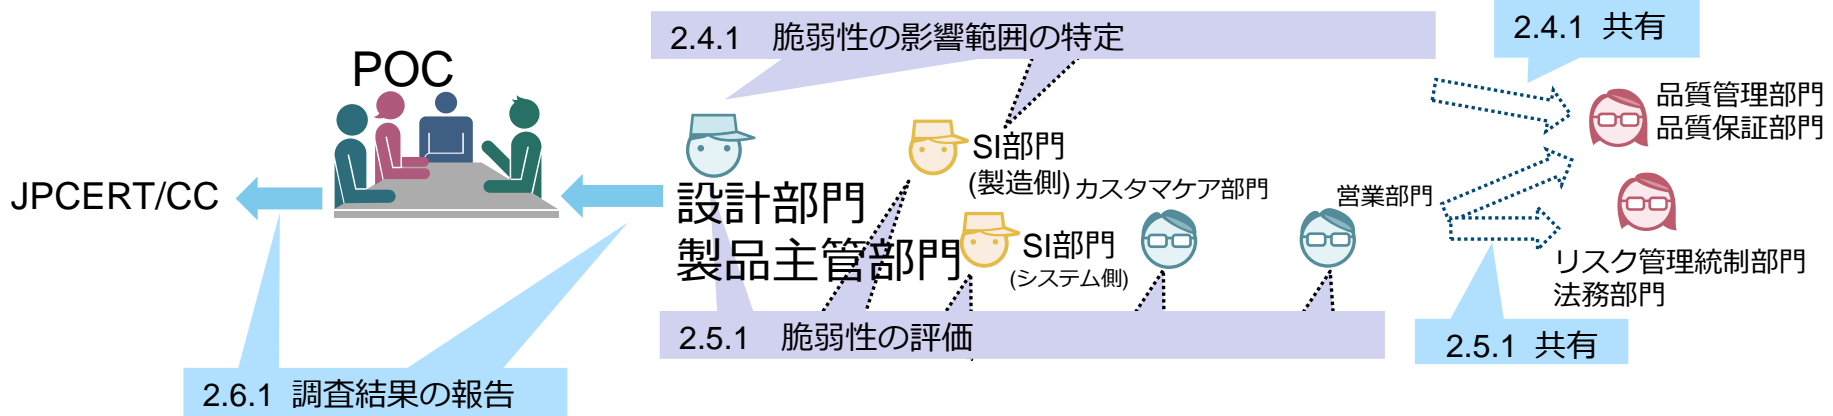 2.4.1 脆弱性の影響範囲の特定
2.4.1 共有
POC
品質管理部門
品質保証部門
SI部門
(製造側)
カスタマケア部門
営業部門
JPCERT/CC
設計部門
製品主管部門
SI部門
(システム側)
リスク管理統制部門
法務部門
2.5.1 脆弱性の評価
2.5.1 共有
2.6.1 調査結果の報告